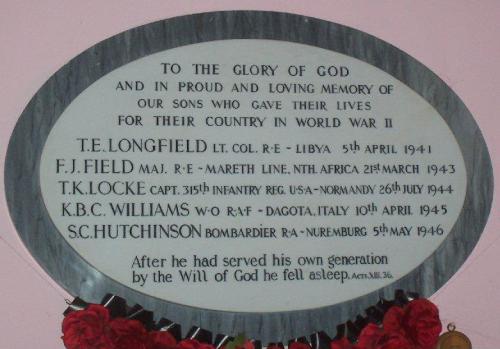 TO THE GLORY OF GOD
AND IN PROUD AND LOVING MEMORY OF
OUR SONS WHO GAVE THEIR LIVES
FOR THEIR COUNTRY IN WORLD WAR II
T.E. LONGFIELD LT. COL. R·E - LIBYA 5th APRIL 1941
F.J. FIELD MAJ. R·E - MARETH LINE, NTH. AFRICA 21st MARCH 1943
T.K. LOCKE CAPT. 315th INFANTRY REG. U·S·A - NORMANDY 26th JULY 1944
K.B.C. WILLIAMS W·O R·A·F - DAGOTA, ITALY 10th APRIL 1945
S.C. HUTCHINSON BOMBARDIER R·A - NUREMBURG 5th MAY 1946
After he had served his own generation
by the Will of God he fell asleep. Acts XIII. 36.